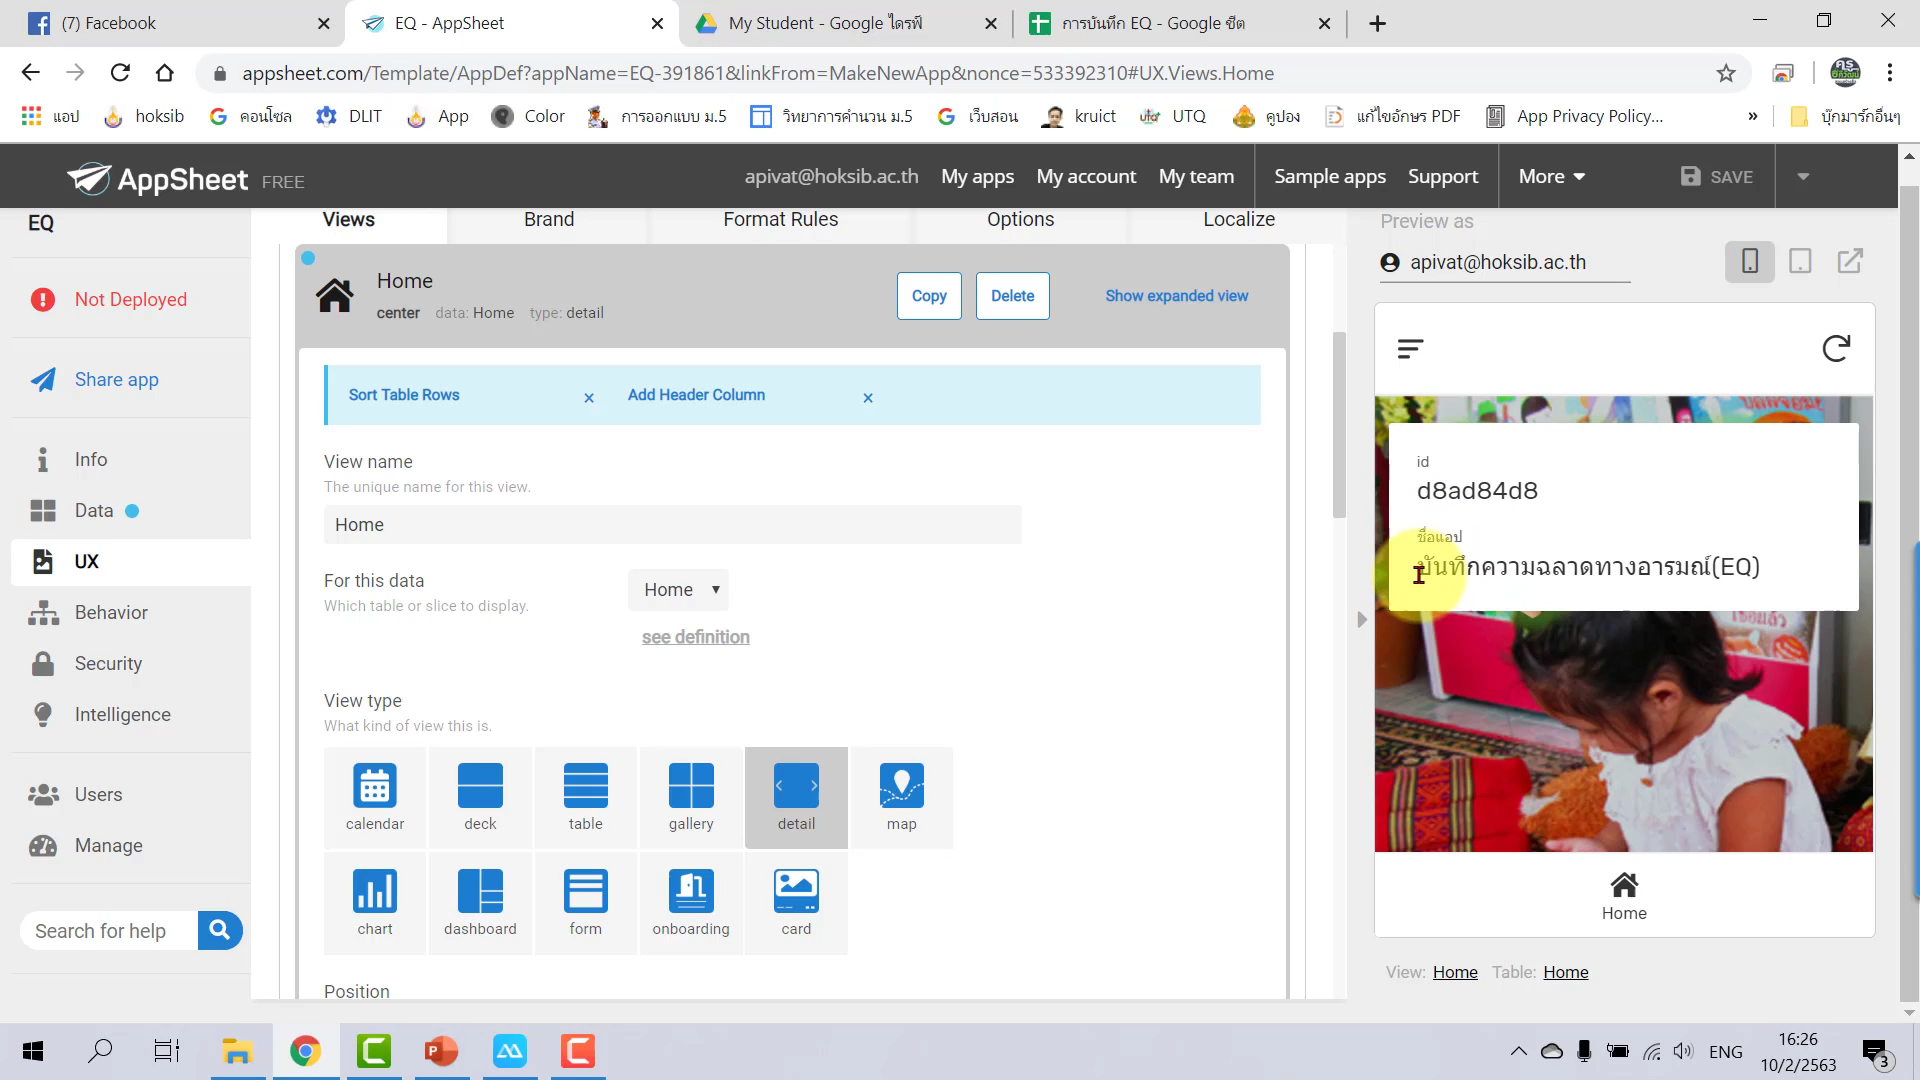 (7) Facebook
EQ - AppSheet
My Student - Google ไดรฟ์
การบันทึก EQ - Google ชีต
appsheet.com/Template/AppDef?appName=EQ-391861&linkFrom=MakeNewApp&nonce=533392310#UX.Views.Home
แอป
hoksib
คอนโซล
DLIT
App
Color
การออกแบบ ม.5
วิทยาการคำนวน ม.5
เว็บสอน
kruict
UTQ
คูปอง
แก้ไขอักษร PDF
App Privacy Policy...
»
บุ๊กมาร์กอื่นๆ
AppSheet FREE
apivat@hoksib.ac.th
My apps
My account
My team
Sample apps
Support
More
SAVE
EQ
Views
Brand
Format Rules
Options
Localize
Preview as
apivat@hoksib.ac.th
Not Deployed
Share app
Info
Data
UX
Behavior
Security
Intelligence
Users
Manage
Search for help
Home
center data: Home type: detail
Copy
Delete
Show expanded view
Sort Table Rows ×
Add Header Column ×
View name
The unique name for this view.
Home
For this data
Which table or slice to display.
Home
see definition
View type
What kind of view this is.
calendar
deck
table
gallery
detail
map
chart
dashboard
form
onboarding
card
Position
id
d8ad84d8
ชื่อแอป
บันทึกความฉลาดทางอารมณ์(EQ)
Home
View: Home Table: Home
ENG
16:26
10/2/2563
3